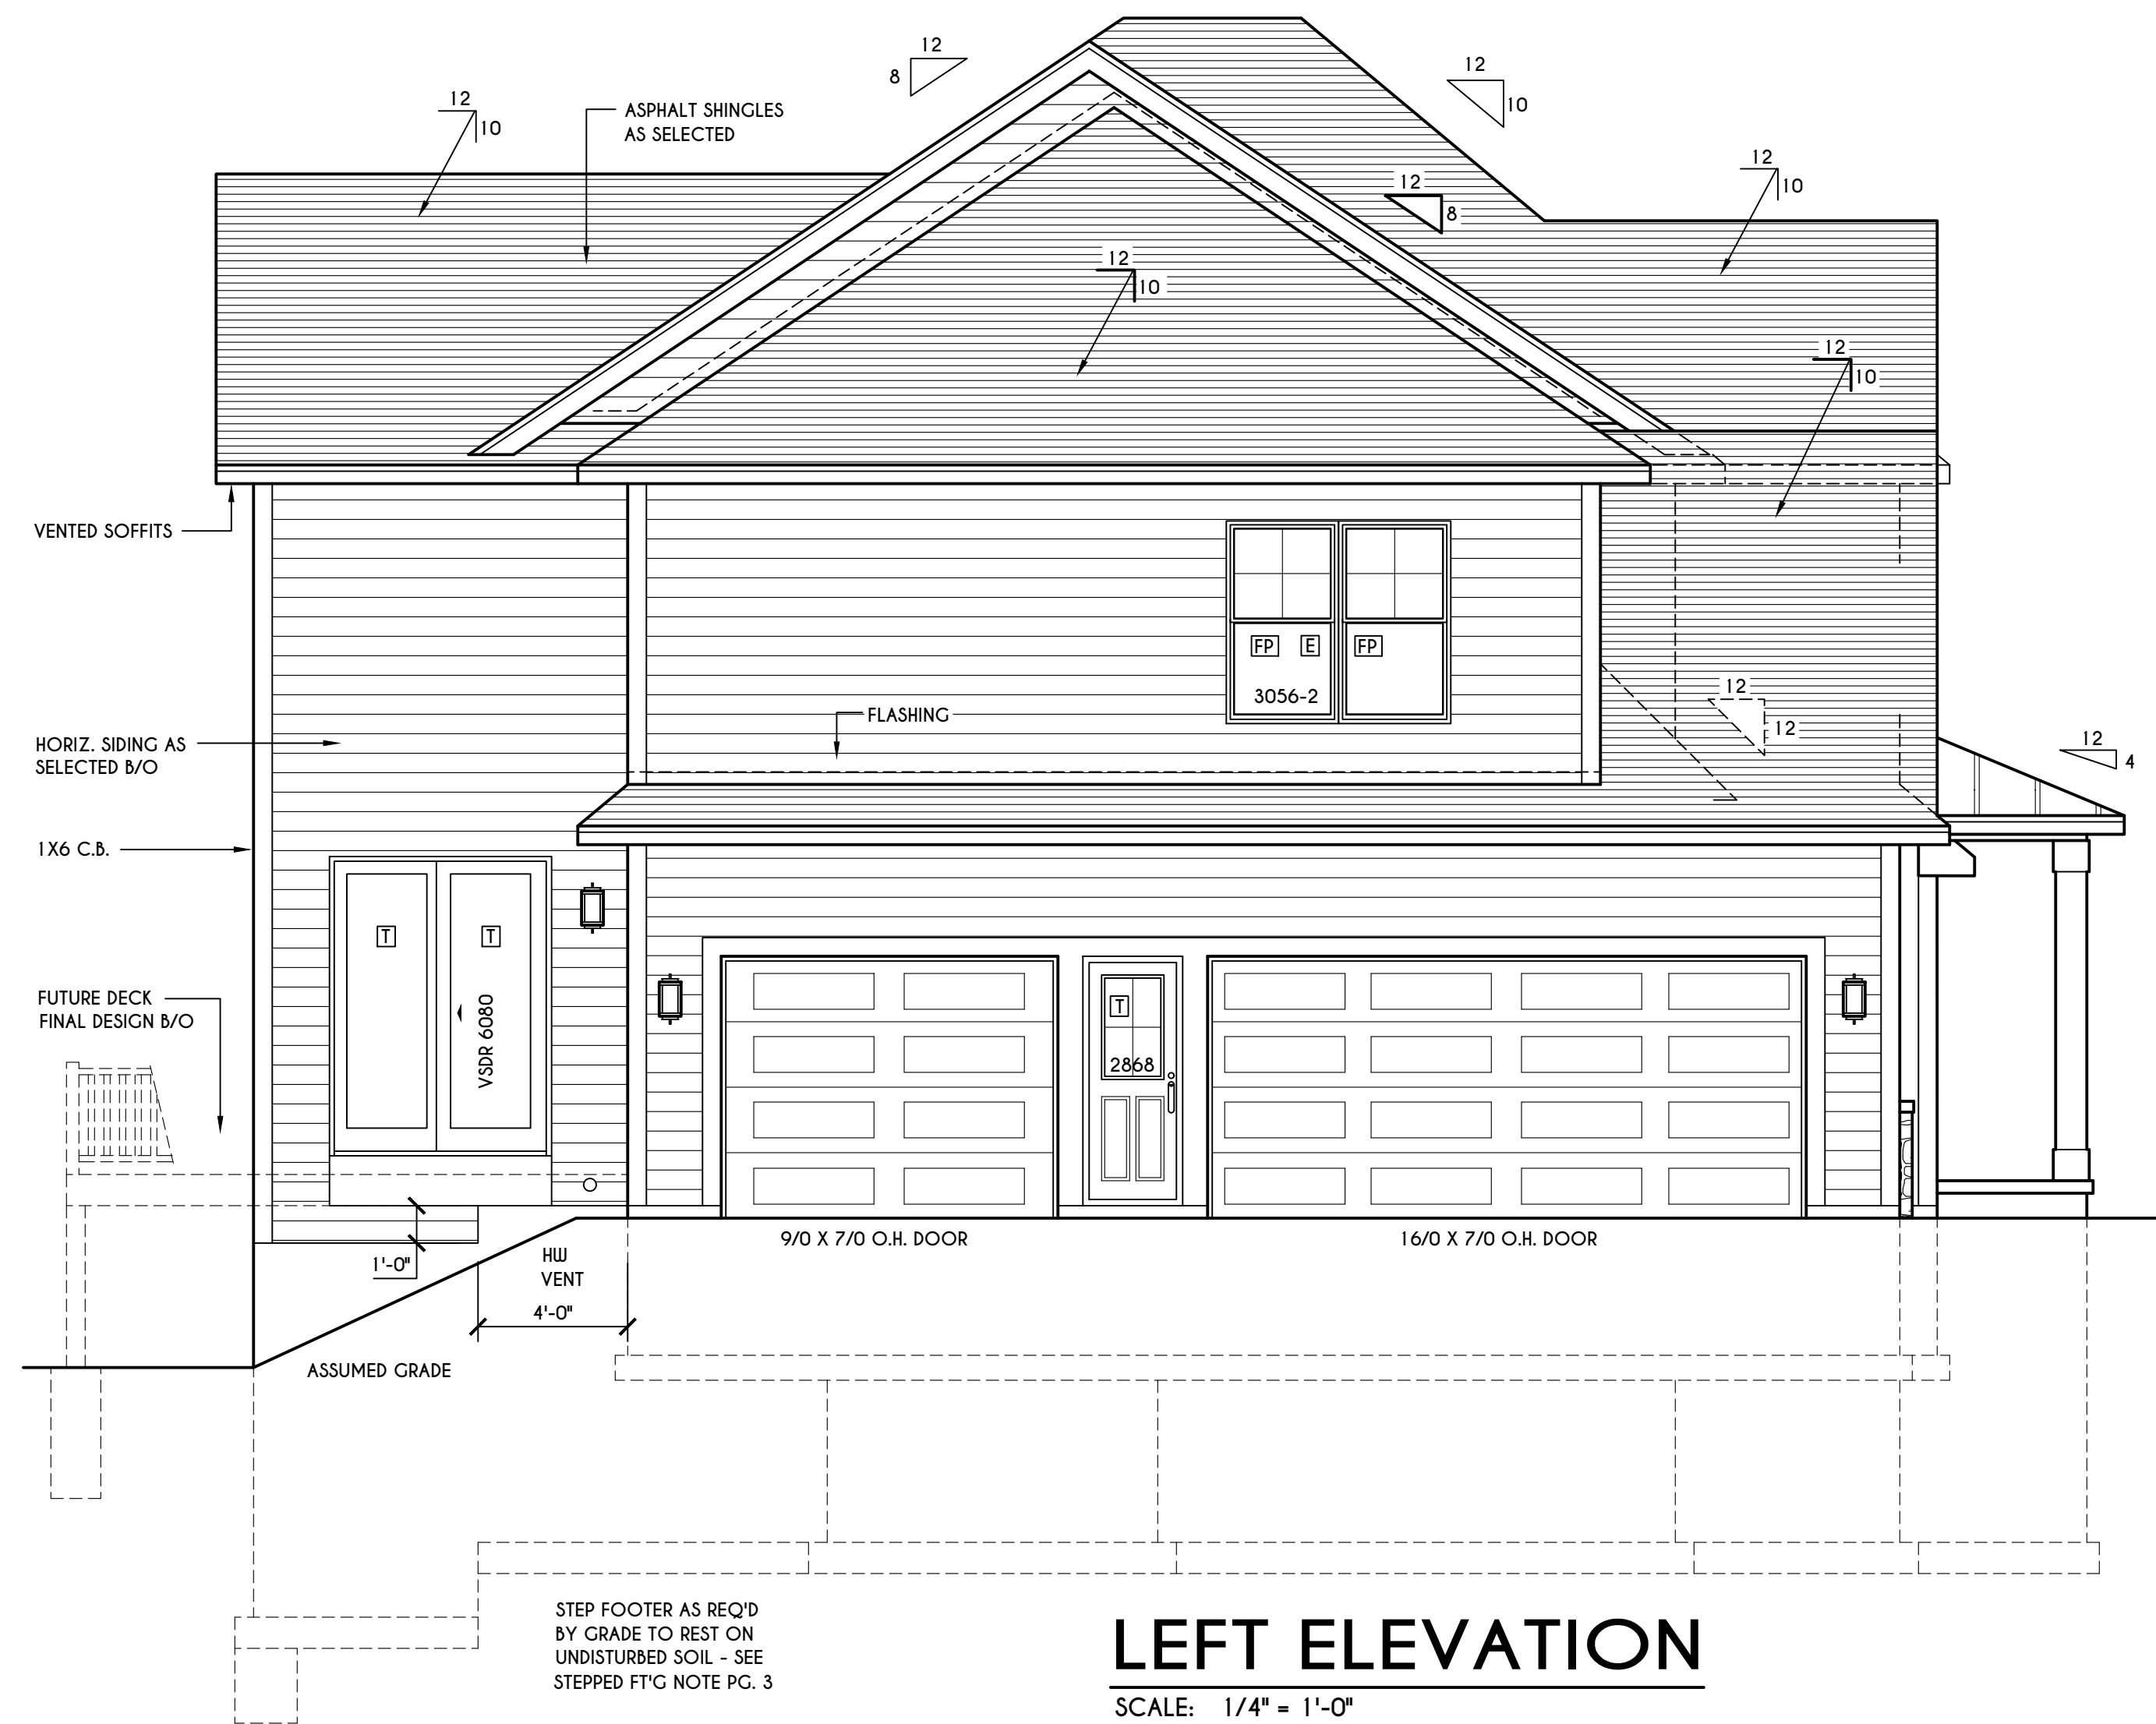 12
8
12
10
12
10
ASPHALT SHINGLES
AS SELECTED
12
10
12
8
12
10
12
10
VENTED SOFFITS
FP
E
FP
3056-2
12
12
FLASHING
HORIZ. SIDING AS
SELECTED B/O
12
4
1X6 C.B.
T
T
VSDR 6080
FUTURE DECK
FINAL DESIGN B/O
T
2868
9/0 X 7/0 O.H. DOOR
16/0 X 7/0 O.H. DOOR
1'-0"
HW
VENT
4'-0"
ASSUMED GRADE
STEP FOOTER AS REQ'D
BY GRADE TO REST ON
UNDISTURBED SOIL - SEE
STEPPED FT'G NOTE PG. 3
LEFT ELEVATION
SCALE: 1/4" = 1'-0"